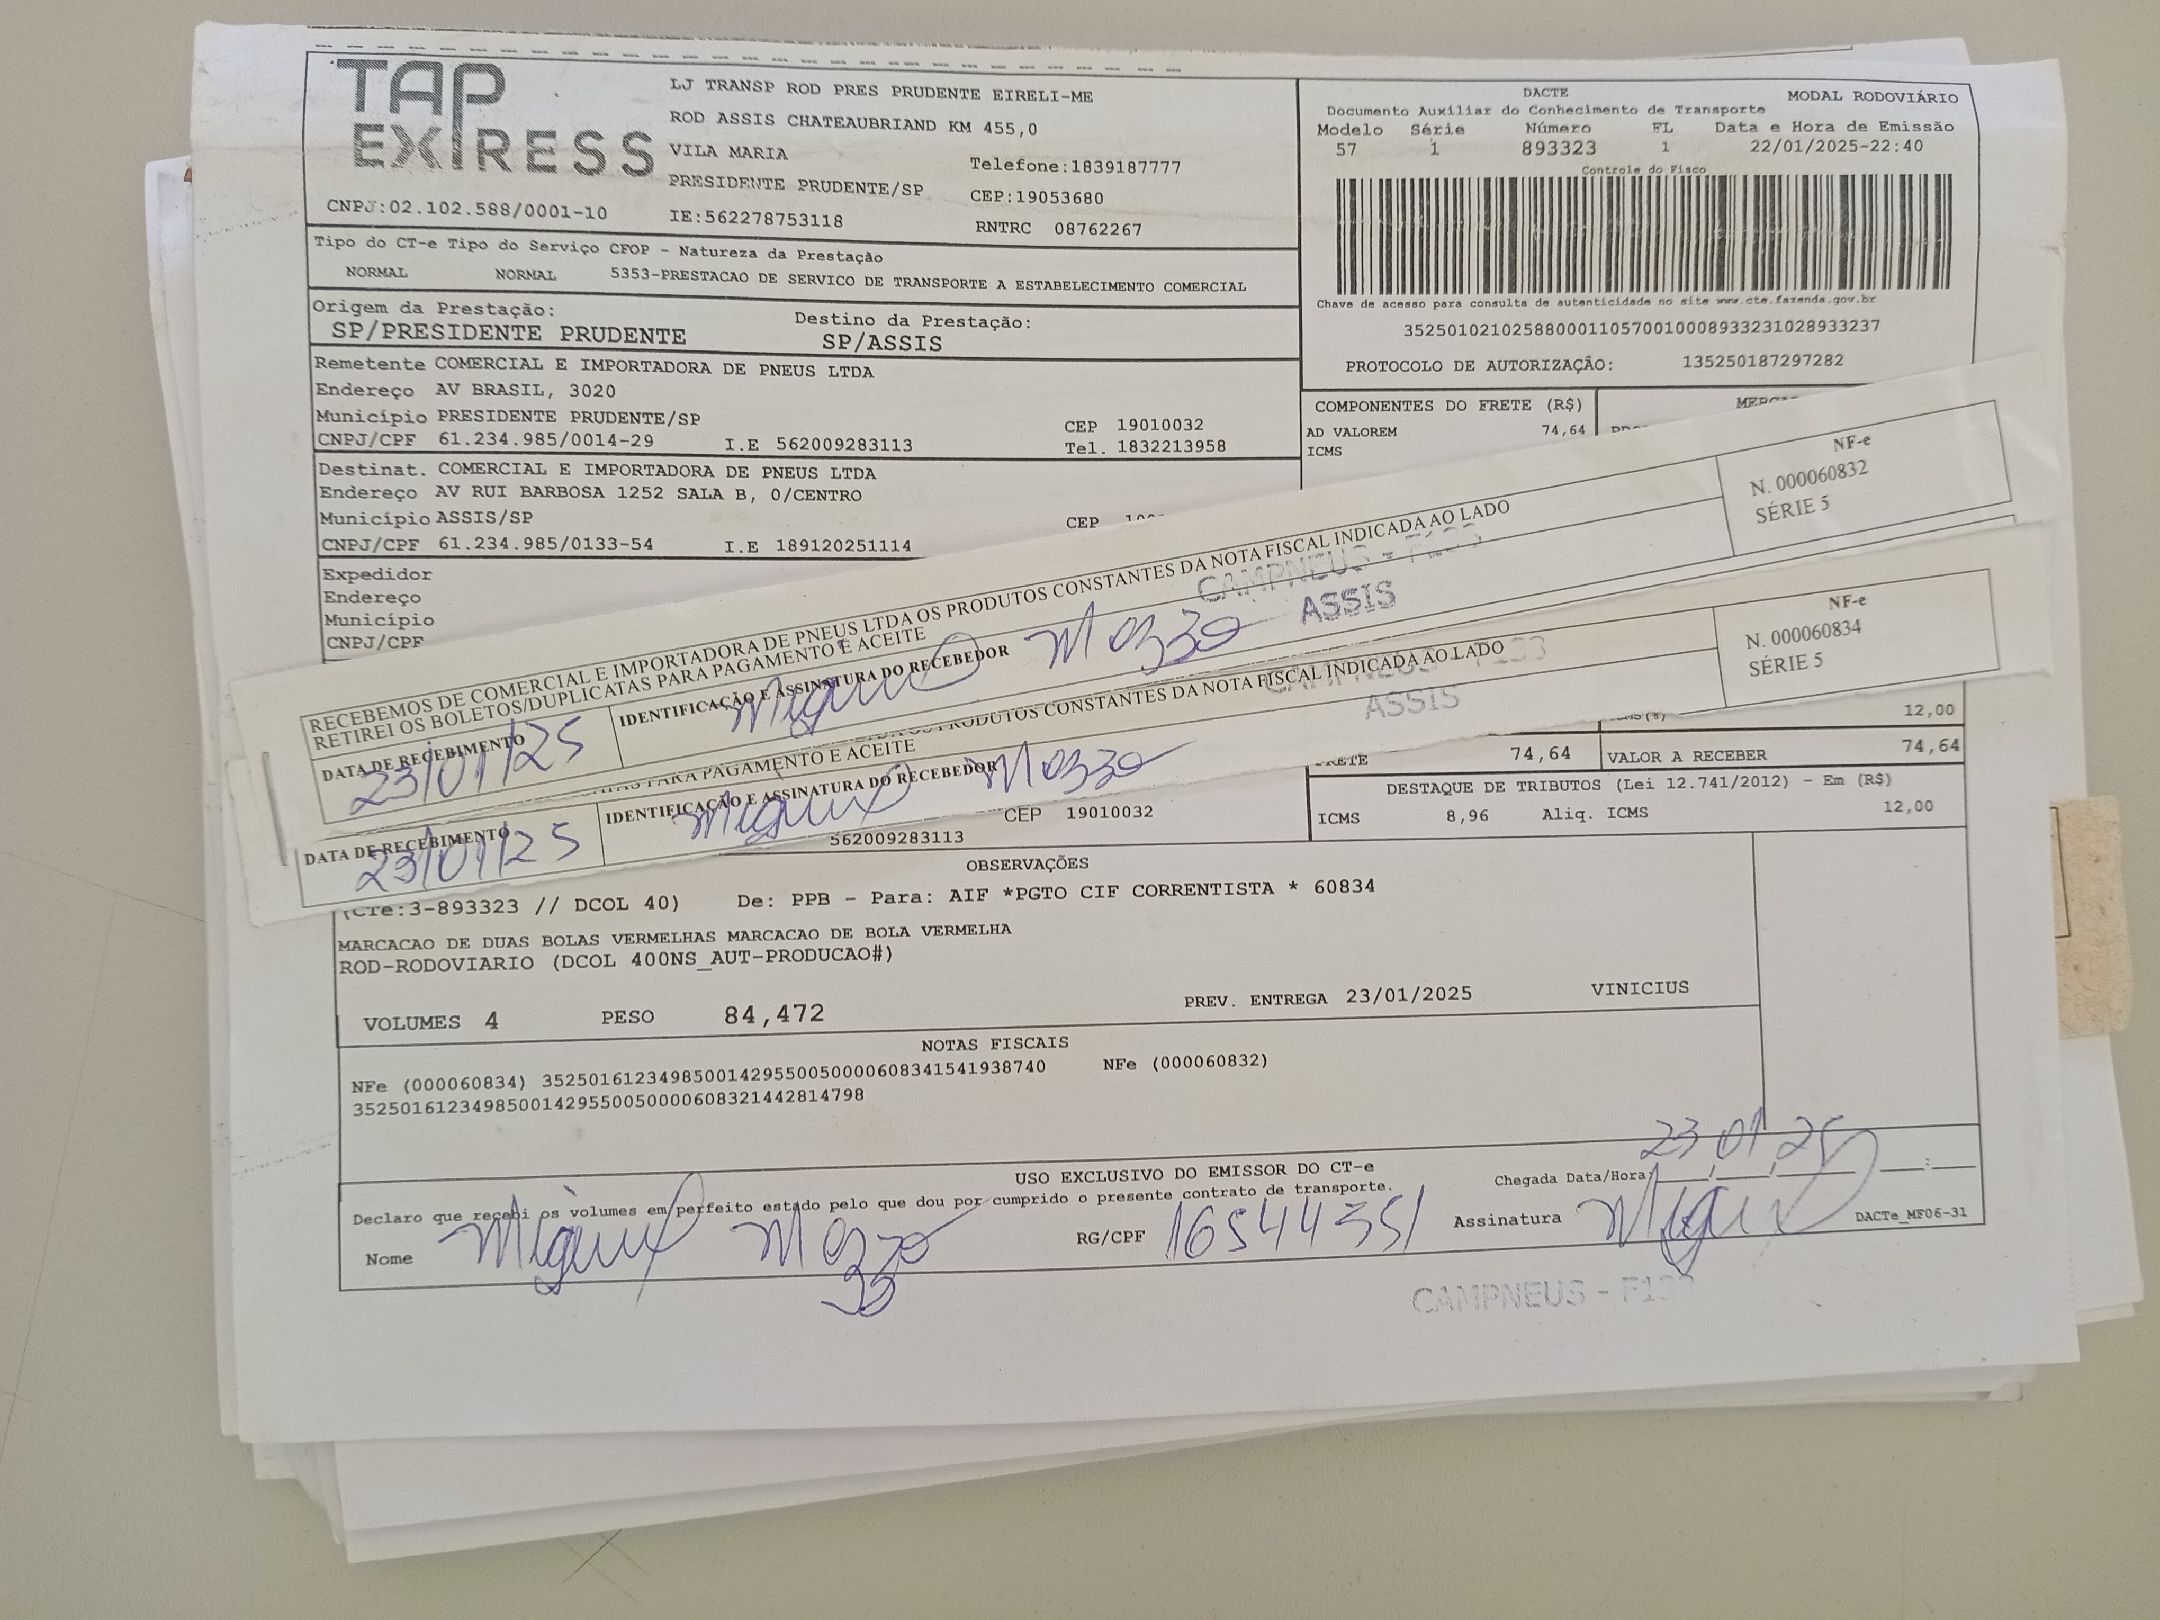 TAP EXPRESS
LJ TRANSP ROD PRES PRUDENTE EIRELI-ME
ROD ASSIS CHATEAUBRIAND KM 455,0
VILA MARIA
Telefone:1839187777
PRESIDENTE PRUDENTE/SP
CEP:19053680
CNPJ:02.102.588/0001-10
IE:562278753118
RNTRC 08762267
DACTE
MODAL RODOVIÁRIO
Documento Auxiliar do Conhecimento de Transporte
Modelo Série Número FL Data e Hora de Emissão
57 1 893323 1 22/01/2025-22:40
Controle do Fisco
Chave de acesso para consulta de autenticidade no site www.cte.fazenda.gov.br
35250102102588000110570010008933231028933237
PROTOCOLO DE AUTORIZAÇÃO: 135250187297282
Tipo do CT-e Tipo do Serviço CFOP - Natureza da Prestação
NORMAL NORMAL 5353-PRESTACAO DE SERVICO DE TRANSPORTE A ESTABELECIMENTO COMERCIAL
Origem da Prestação:
SP/PRESIDENTE PRUDENTE
Destino da Prestação:
SP/ASSIS
Remetente COMERCIAL E IMPORTADORA DE PNEUS LTDA
Endereço AV BRASIL, 3020
Município PRESIDENTE PRUDENTE/SP
CEP 19010032
CNPJ/CPF 61.234.985/0014-29 I.E 562009283113
Tel. 1832213958
Destinat. COMERCIAL E IMPORTADORA DE PNEUS LTDA
Endereço AV RUI BARBOSA 1252 SALA B, 0/CENTRO
Município ASSIS/SP
CEP
CNPJ/CPF 61.234.985/0133-54 I.E 189120251114
Expedidor
Endereço
Município
CNPJ/CPF
COMPONENTES DO FRETE (R$)
AD VALOREM 74,64
ICMS
RECEBEMOS DE COMERCIAL E IMPORTADORA DE PNEUS LTDA OS PRODUTOS CONSTANTES DA NOTA FISCAL INDICADA AO LADO
RETIREI OS BOLETOS/DUPLICATAS PARA PAGAMENTO E ACEITE
NF-e
N. 000060832
SÉRIE 5
DATA DE RECEBIMENTO
23/01/25
IDENTIFICAÇÃO E ASSINATURA DO RECEBEDOR
CAMPNEUS - F133
ASSIS
PRODUTOS CONSTANTES DA NOTA FISCAL INDICADA AO LADO
PARA PAGAMENTO E ACEITE
NF-e
N. 000060834
SÉRIE 5
DATA DE RECEBIMENTO
23/01/25
IDENTIFICAÇÃO E ASSINATURA DO RECEBEDOR
ASSIS
12,00
74,64
VALOR A RECEBER 74,64
DESTAQUE DE TRIBUTOS (Lei 12.741/2012) - Em (R$)
ICMS 8,96 Aliq. ICMS 12,00
CEP 19010032
562009283113
OBSERVAÇÕES
(CTe:3-893323 // DCOL 40) De: PPB - Para: AIF *PGTO CIF CORRENTISTA * 60834
MARCACAO DE DUAS BOLAS VERMELHAS MARCACAO DE BOLA VERMELHA
ROD-RODOVIARIO (DCOL 400NS_AUT-PRODUCAO#)
VOLUMES 4 PESO 84,472
PREV. ENTREGA 23/01/2025 VINICIUS
NOTAS FISCAIS
NFe (000060834) 35250161234985001429550050000608341541938740 NFe (000060832)
35250161234985001429550050000608321442814798
USO EXCLUSIVO DO EMISSOR DO CT-e
Declaro que recebi os volumes em perfeito estado pelo que dou por cumprido o presente contrato de transporte.
Chegada Data/Hora: 23 01 25
Nome
RG/CPF 16544351
Assinatura
DACTe_MF06-31
CAMPNEUS - F133